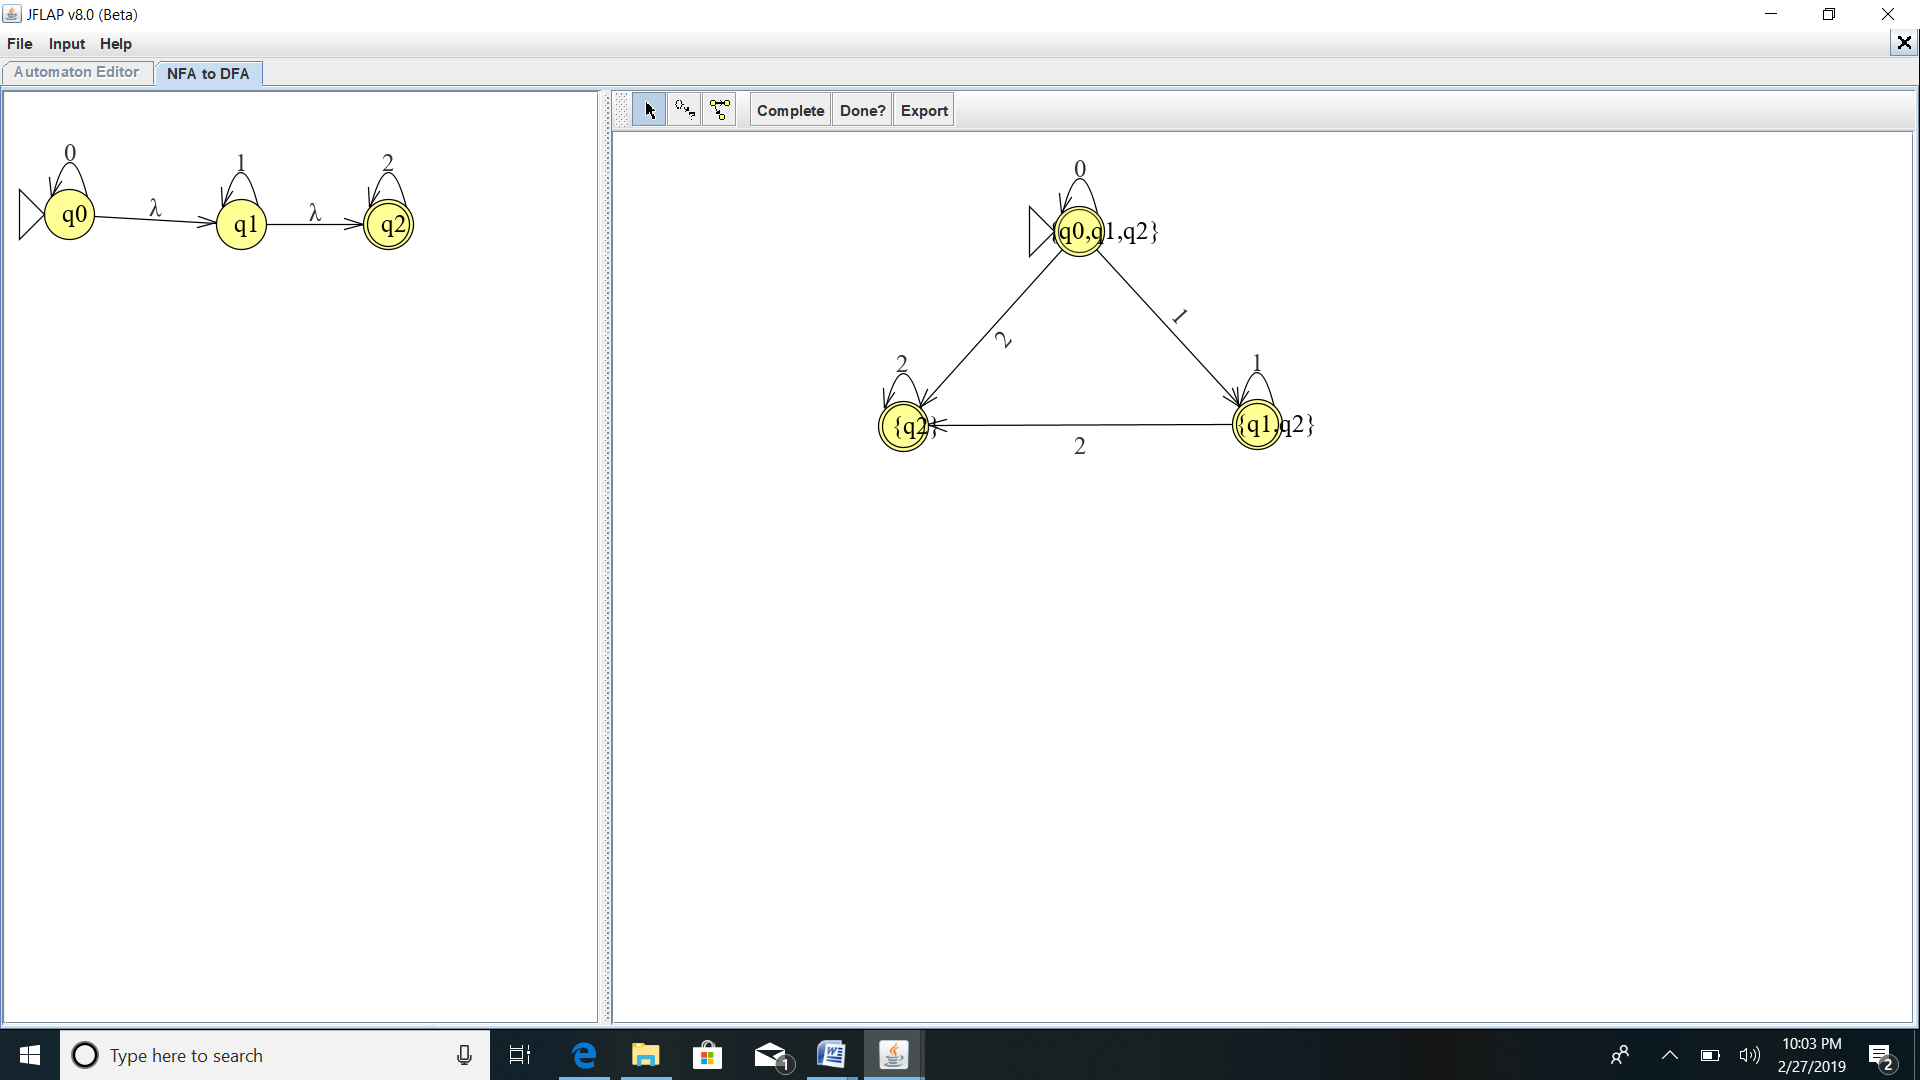 JFLAP v8.0 (Beta)
File Input Help
Automaton Editor NFA to DFA
Complete Done? Export
0 1 2
λ λ
q0 q1 q2
0
{q0,q1,q2}
2 1
2 1
{q2} {q1,q2}
2
Type here to search
1
10:03 PM
2/27/2019
2